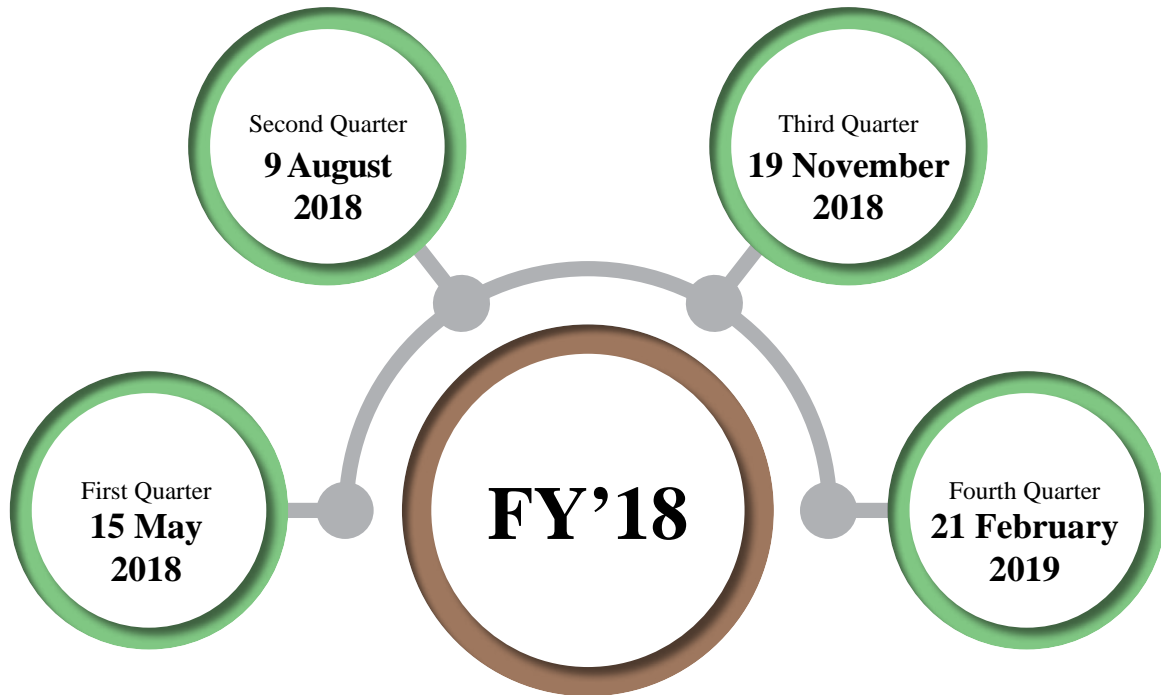 Second Quarter
9 August
2018
Third Quarter
19 November
2018
First Quarter
15 May
2018
FY’18
Fourth Quarter
21 February
2019